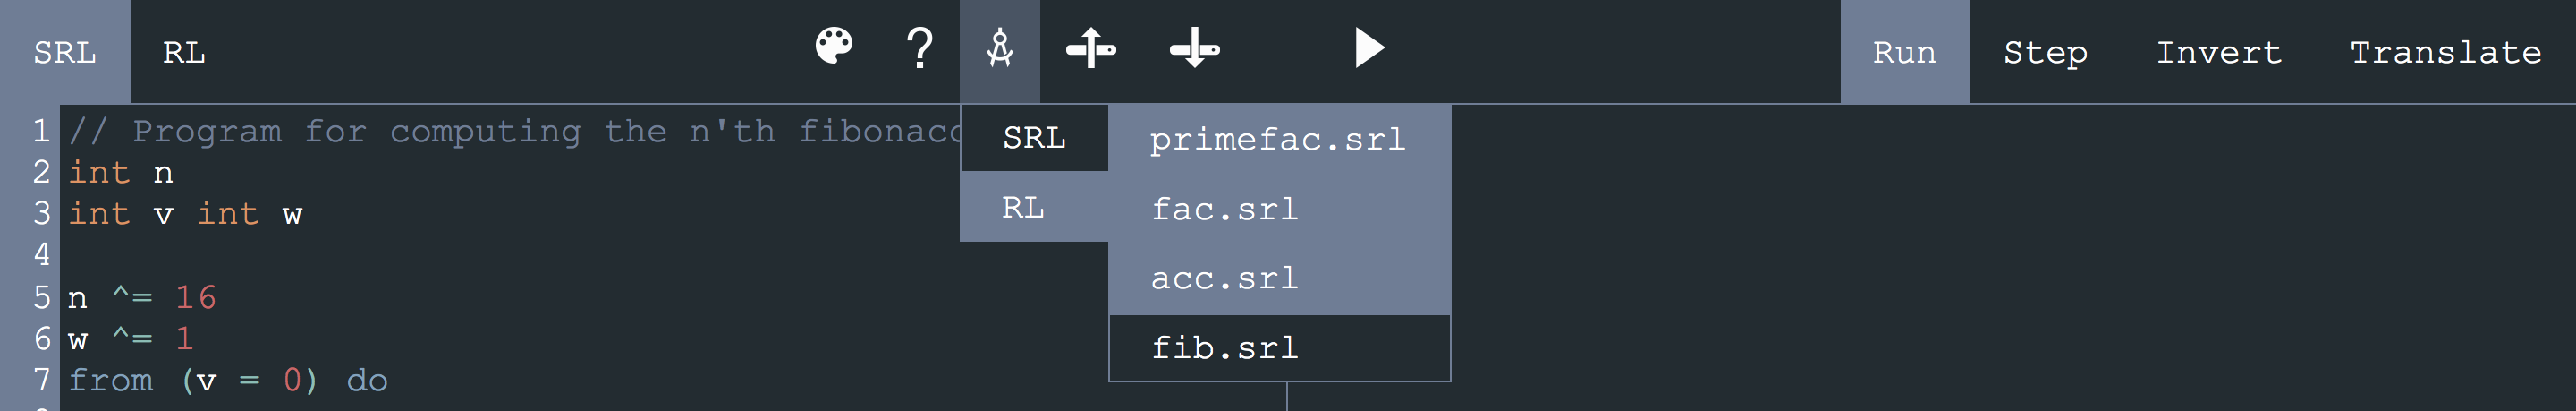 SRL RL ? Run Step Invert Translate
1 // Program for computing the n'th fibonacc
2 int n
3 int v int w
4
5 n ^= 16
6 w ^= 1
7 from (v = 0) do
SRL
RL
primefac.srl
fac.srl
acc.srl
fib.srl